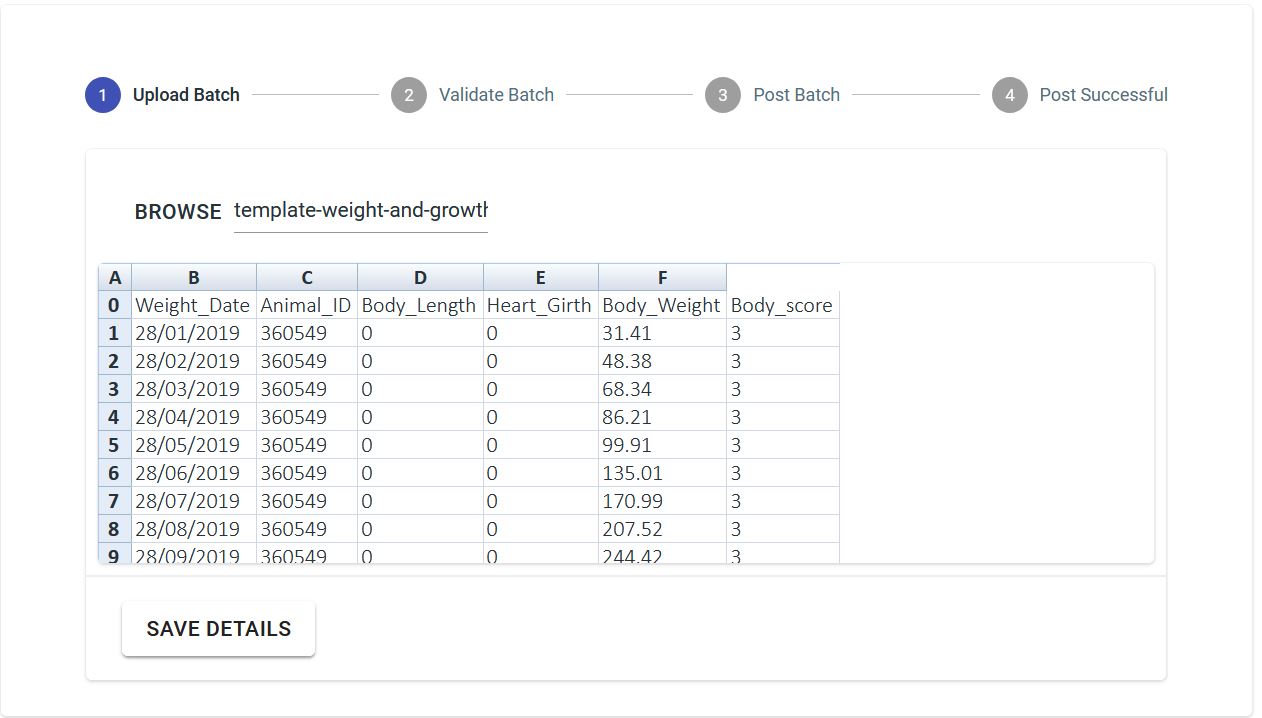 1 Upload Batch 2 Validate Batch 3 Post Batch 4 Post Successful
BROWSE template-weight-and-growth
A B C D E F
0 Weight_Date Animal_ID Body_Length Heart_Girth Body_Weight Body_score
1 28/01/2019 360549 0 0 31.41 3
2 28/02/2019 360549 0 0 48.38 3
3 28/03/2019 360549 0 0 68.34 3
4 28/04/2019 360549 0 0 86.21 3
5 28/05/2019 360549 0 0 99.91 3
6 28/06/2019 360549 0 0 135.01 3
7 28/07/2019 360549 0 0 170.99 3
8 28/08/2019 360549 0 0 207.52 3
9 28/09/2019 360549 0 0 244.42 3
SAVE DETAILS